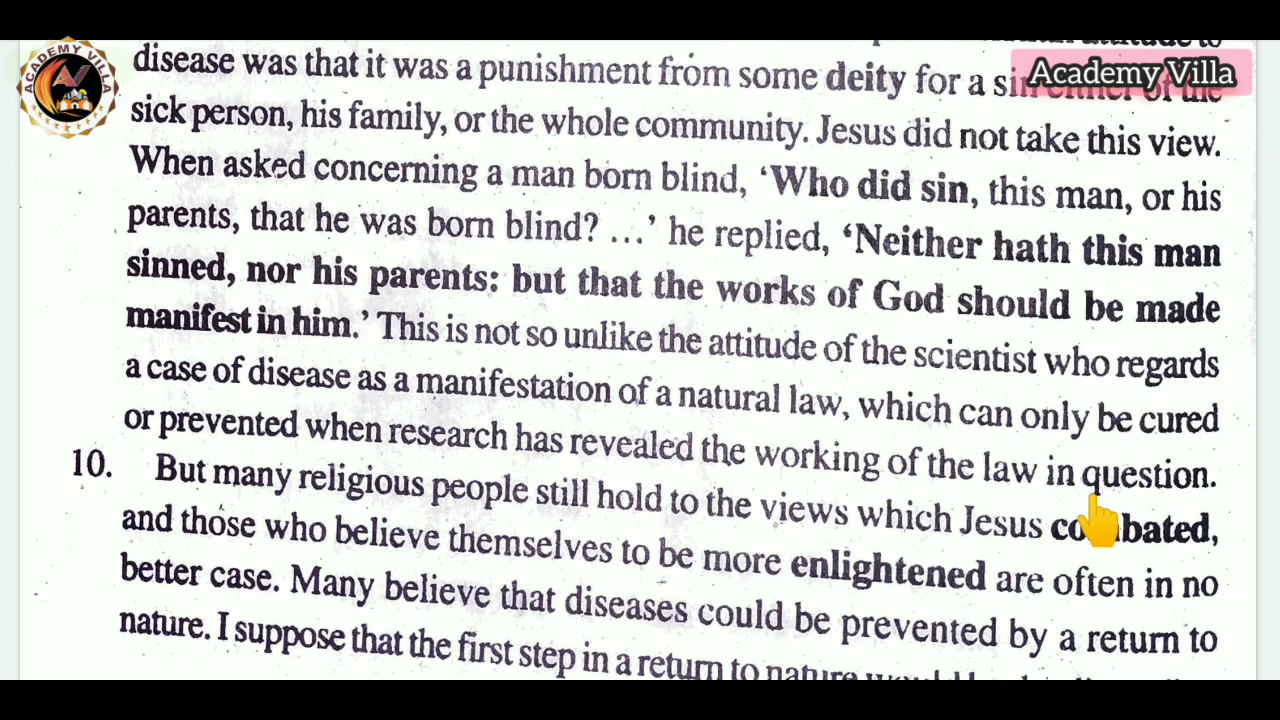 ACADEMY VILLA
Academy Villa
disease was that it was a punishment from some deity for a sin either of the
sick person, his family, or the whole community. Jesus did not take this view.
When asked concerning a man born blind, ‘Who did sin, this man, or his
parents, that he was born blind? ...’ he replied, ‘Neither hath this man
sinned, nor his parents: but that the works of God should be made
manifest in him.’ This is not so unlike the attitude of the scientist who regards
a case of disease as a manifestation of a natural law, which can only be cured
or prevented when research has revealed the working of the law in question.
10. But many religious people still hold to the views which Jesus combated,
and those who believe themselves to be more enlightened are often in no
better case. Many believe that diseases could be prevented by a return to
nature. I suppose that the first step in a return to nature would